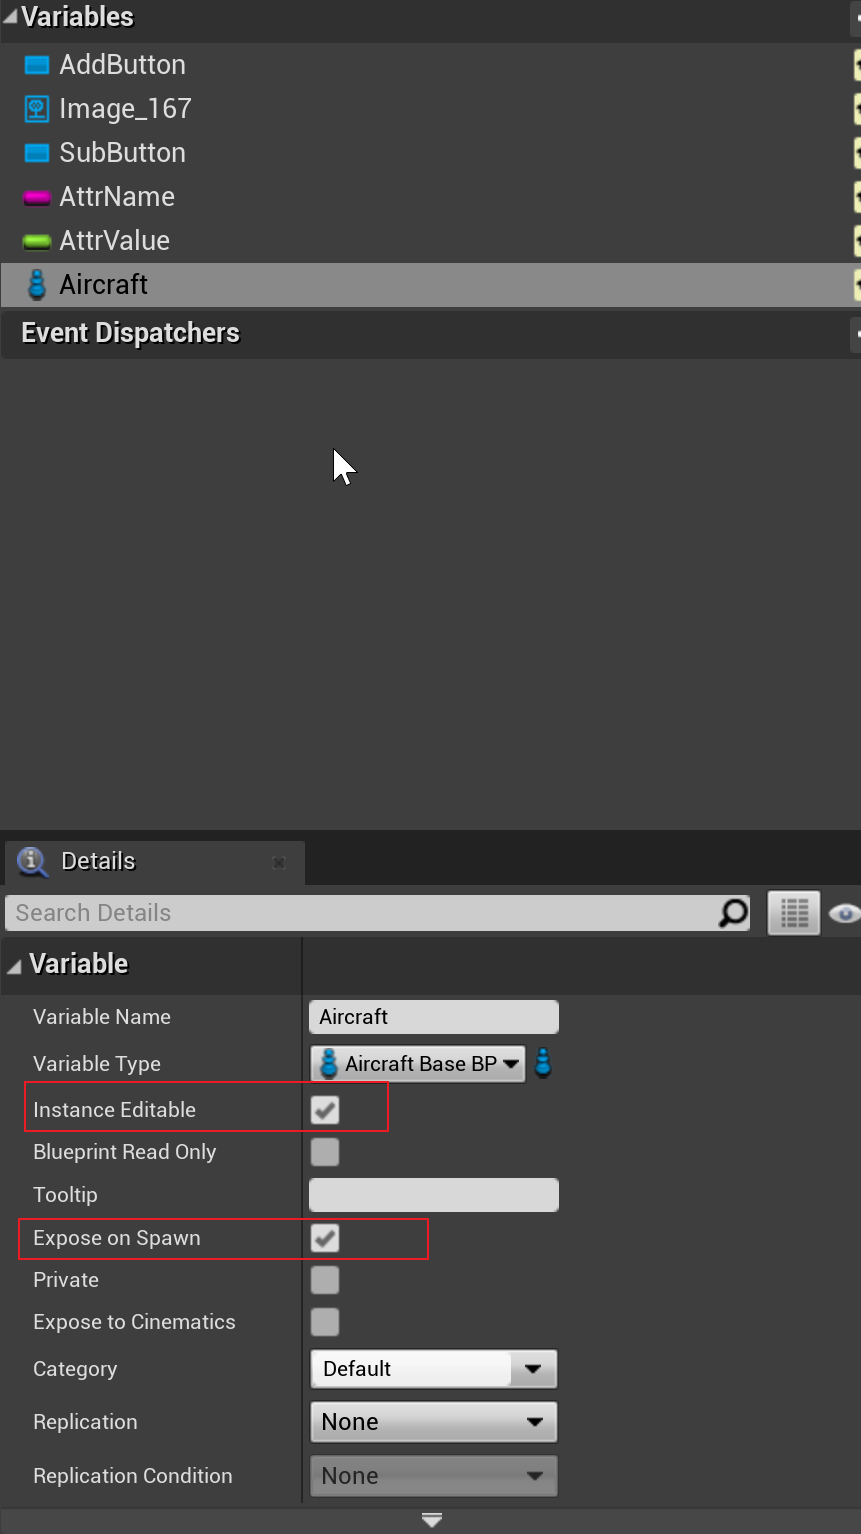 Variables
AddButton
Image_167
SubButton
AttrName
AttrValue
Aircraft
Event Dispatchers
Details
Search Details
Variable
Variable Name Aircraft
Variable Type Aircraft Base BP
Instance Editable
Blueprint Read Only
Tooltip
Expose on Spawn
Private
Expose to Cinematics
Category Default
Replication None
Replication Condition None